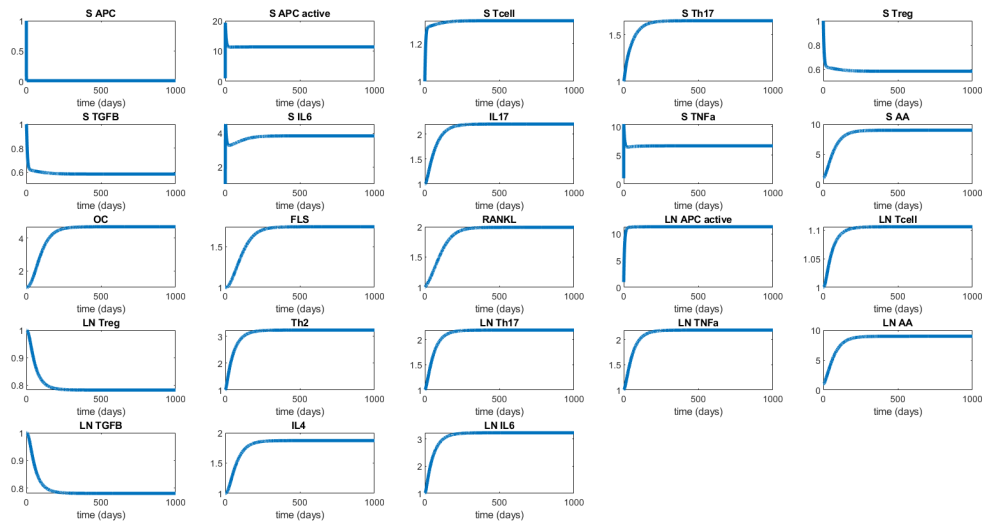 S APC
1
0.5
0
0 500 1000
time (days)
S APC active
20
10
0
0 500 1000
time (days)
S Tcell
1.2
1
0 500 1000
time (days)
S Th17
1.5
1
0 500 1000
time (days)
S Treg
1
0.8
0.6
0 500 1000
time (days)
S TGFB
1
0.8
0.6
0 500 1000
time (days)
S IL6
4
2
0 500 1000
time (days)
IL17
2
1.5
1
0 500 1000
time (days)
S TNFa
10
5
0
0 500 1000
time (days)
S AA
10
5
0
0 500 1000
time (days)
OC
4
2
0 500 1000
time (days)
FLS
1.5
1
0 500 1000
time (days)
RANKL
2
1.5
1
0 500 1000
time (days)
LN APC active
10
5
0
0 500 1000
time (days)
LN Tcell
1.1
1.05
1
0 500 1000
time (days)
LN Treg
1
0.9
0.8
0 500 1000
time (days)
Th2
3
2
1
0 500 1000
time (days)
LN Th17
2
1.5
1
0 500 1000
time (days)
LN TNFa
2
1.5
1
0 500 1000
time (days)
LN AA
10
5
0
0 500 1000
time (days)
LN TGFB
1
0.9
0.8
0 500 1000
time (days)
IL4
2
1.5
1
0 500 1000
time (days)
LN IL6
3
2
1
0 500 1000
time (days)